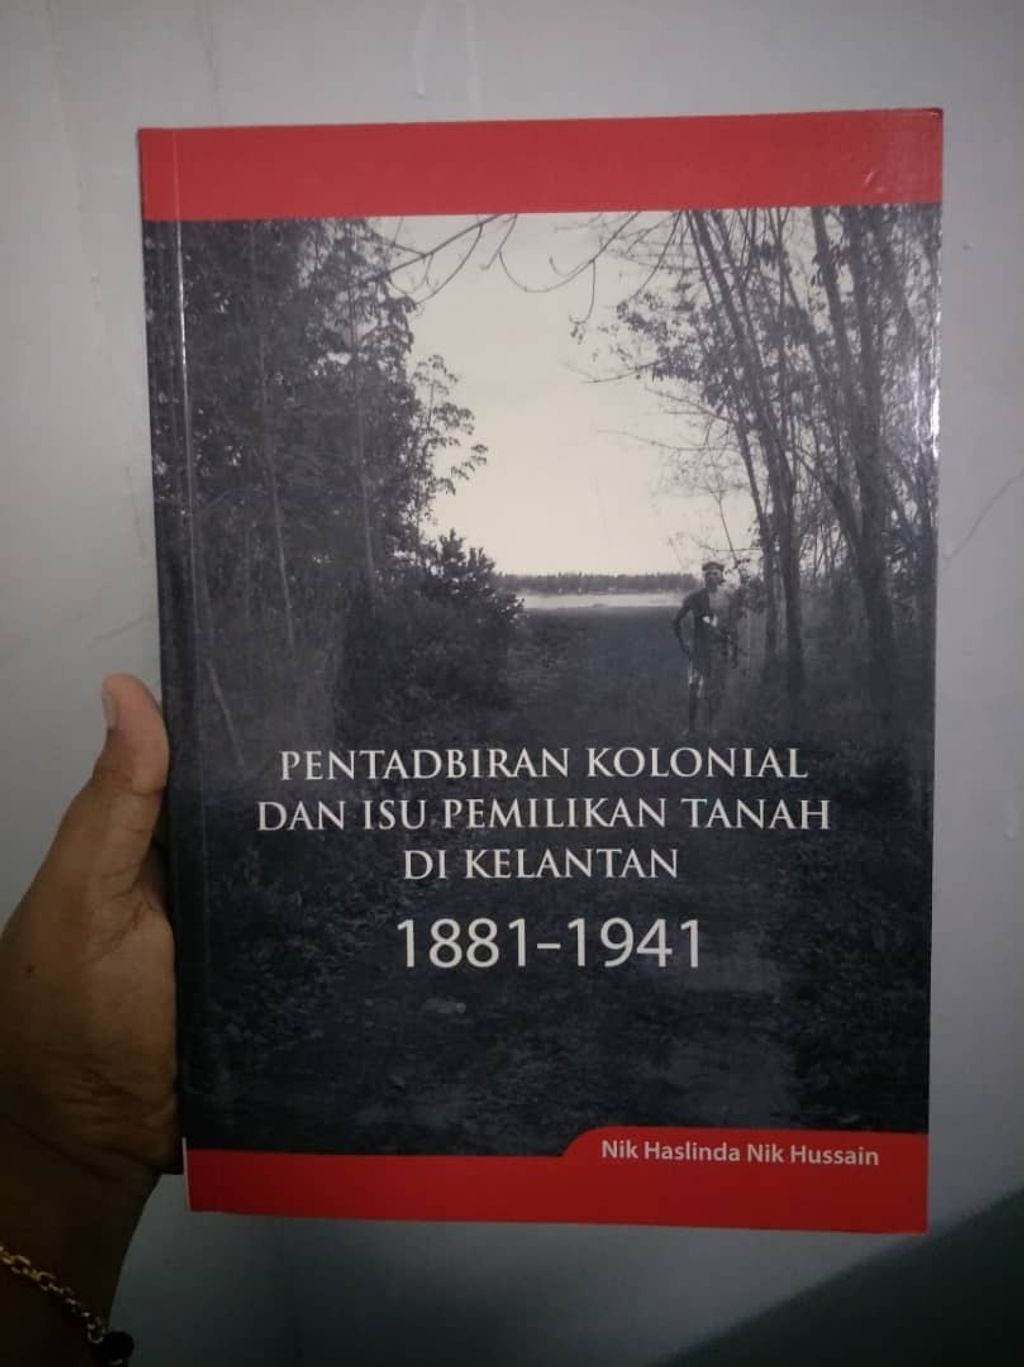 PENTADBIRAN KOLONIAL
DAN ISU PEMILIKAN TANAH
DI KELANTAN
1881–1941
Nik Haslinda Nik Hussain